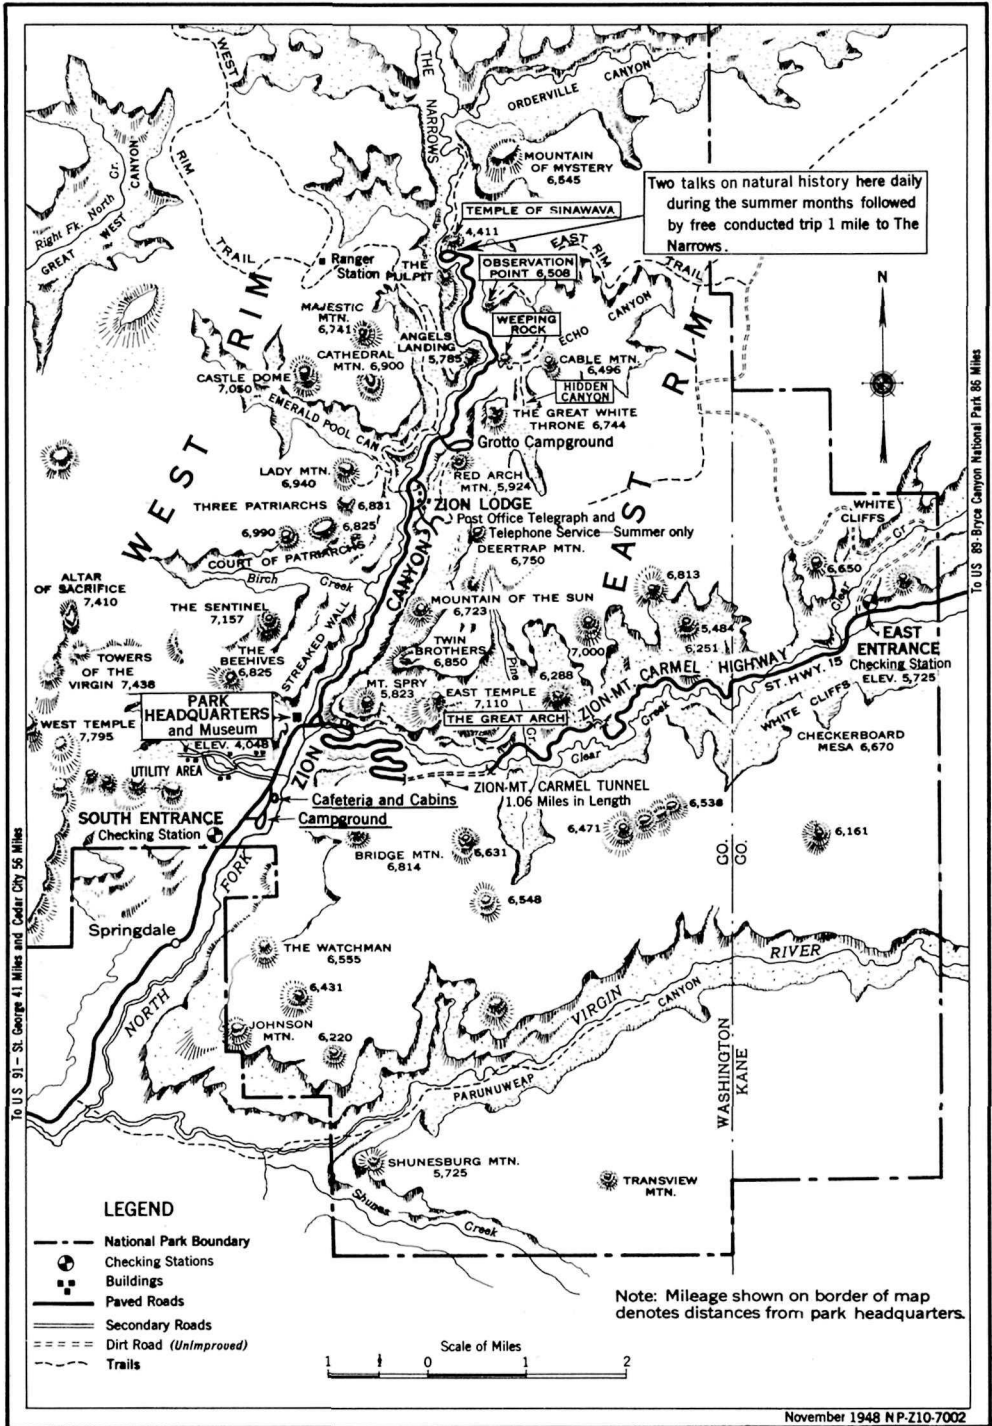 WEST
RIM
TRAIL
THE
NARROWS
ORDERVILLE CANYON
MOUNTAIN
OF MYSTERY
6,545
Right Fk. North Cr.
GREAT WEST
CANYON
Two talks on natural history here daily
during the summer months followed
by free conducted trip 1 mile to The
Narrows.
TEMPLE OF SINAWAVA
4,411
EAST RIM
TRAIL
Ranger
Station
THE
PULPIT
OBSERVATION
POINT 6,508
N
MAJESTIC
MTN.
6,741
WEEPING
ROCK
ECHO CANYON
ANGELS
LANDING
5,785
CATHEDRAL
MTN. 6,900
CABLE MTN.
6,496
CASTLE DOME
7,050
HIDDEN
CANYON
THE GREAT WHITE
THRONE 6,744
EMERALD POOL CAN.
Grotto Campground
WEST RIM
EAST RIM
LADY MTN.
6,940
RED ARCH
MTN. 5,924
THREE PATRIARCHS
6,831
6,825
6,990
ZION LODGE
Post Office Telegraph and
Telephone Service—Summer only
WHITE
CLIFFS
COURT OF PATRIARCHS
Birch Creek
DEERTRAP MTN.
6,750
6,650
Clear Cr.
ALTAR
OF SACRIFICE
7,410
6,813
THE SENTINEL
7,157
MOUNTAIN OF THE SUN
6,723
STREAKED WALL
ZION CANYON
EAST
ENTRANCE
Checking Station
ELEV. 5,725
5,484
6,251
7,000
TWIN
BROTHERS
6,850
THE
BEEHIVES
6,825
TOWERS
OF THE
VIRGIN 7,438
6,288
Pine Cr.
ZION-MT. CARMEL HIGHWAY
ST. HWY. 15
MT. SPRY
5,823
EAST TEMPLE
7,110
THE GREAT ARCH
PARK
HEADQUARTERS
and Museum
ELEV. 4,048
WEST TEMPLE
7,795
WHITE CLIFFS
CHECKERBOARD
MESA 6,670
Clear Creek
UTILITY AREA
ZION-MT. CARMEL TUNNEL
1.06 Miles in Length
Cafeteria and Cabins
Campground
SOUTH ENTRANCE
Checking Station
6,538
6,471
6,161
BRIDGE MTN.
6,814
6,631
CO. CO.
6,548
Springdale
NORTH FORK
THE WATCHMAN
6,555
VIRGIN RIVER
6,431
JOHNSON
MTN.
6,220
PARUNUWEAP CANYON
WASHINGTON
KANE
SHUNESBURG MTN.
5,725
TRANSVIEW
MTN.
Shunes Creek
To US 89-Bryce Canyon National Park 86 Miles
To US 91 – St. George 41 Miles and Cedar City 56 Miles
LEGEND
National Park Boundary
Checking Stations
Buildings
Paved Roads
Secondary Roads
Dirt Road (Unimproved)
Trails
Scale of Miles
1 1/2 0 1 2
Note: Mileage shown on border of map
denotes distances from park headquarters.
November 1948 NP-Z10-7002